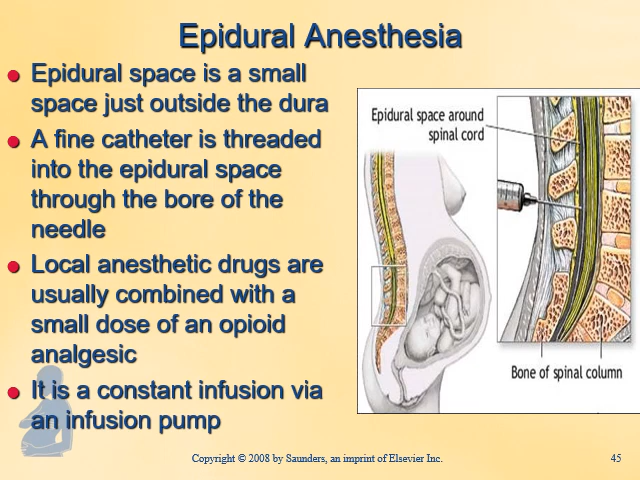 Epidural Anesthesia
Epidural space is a small
space just outside the dura
A fine catheter is threaded
into the epidural space
through the bore of the
needle
Local anesthetic drugs are
usually combined with a
small dose of an opioid
analgesic
It is a constant infusion via
an infusion pump
Epidural space around
spinal cord
Bone of spinal column
Copyright © 2008 by Saunders, an imprint of Elsevier Inc.
45